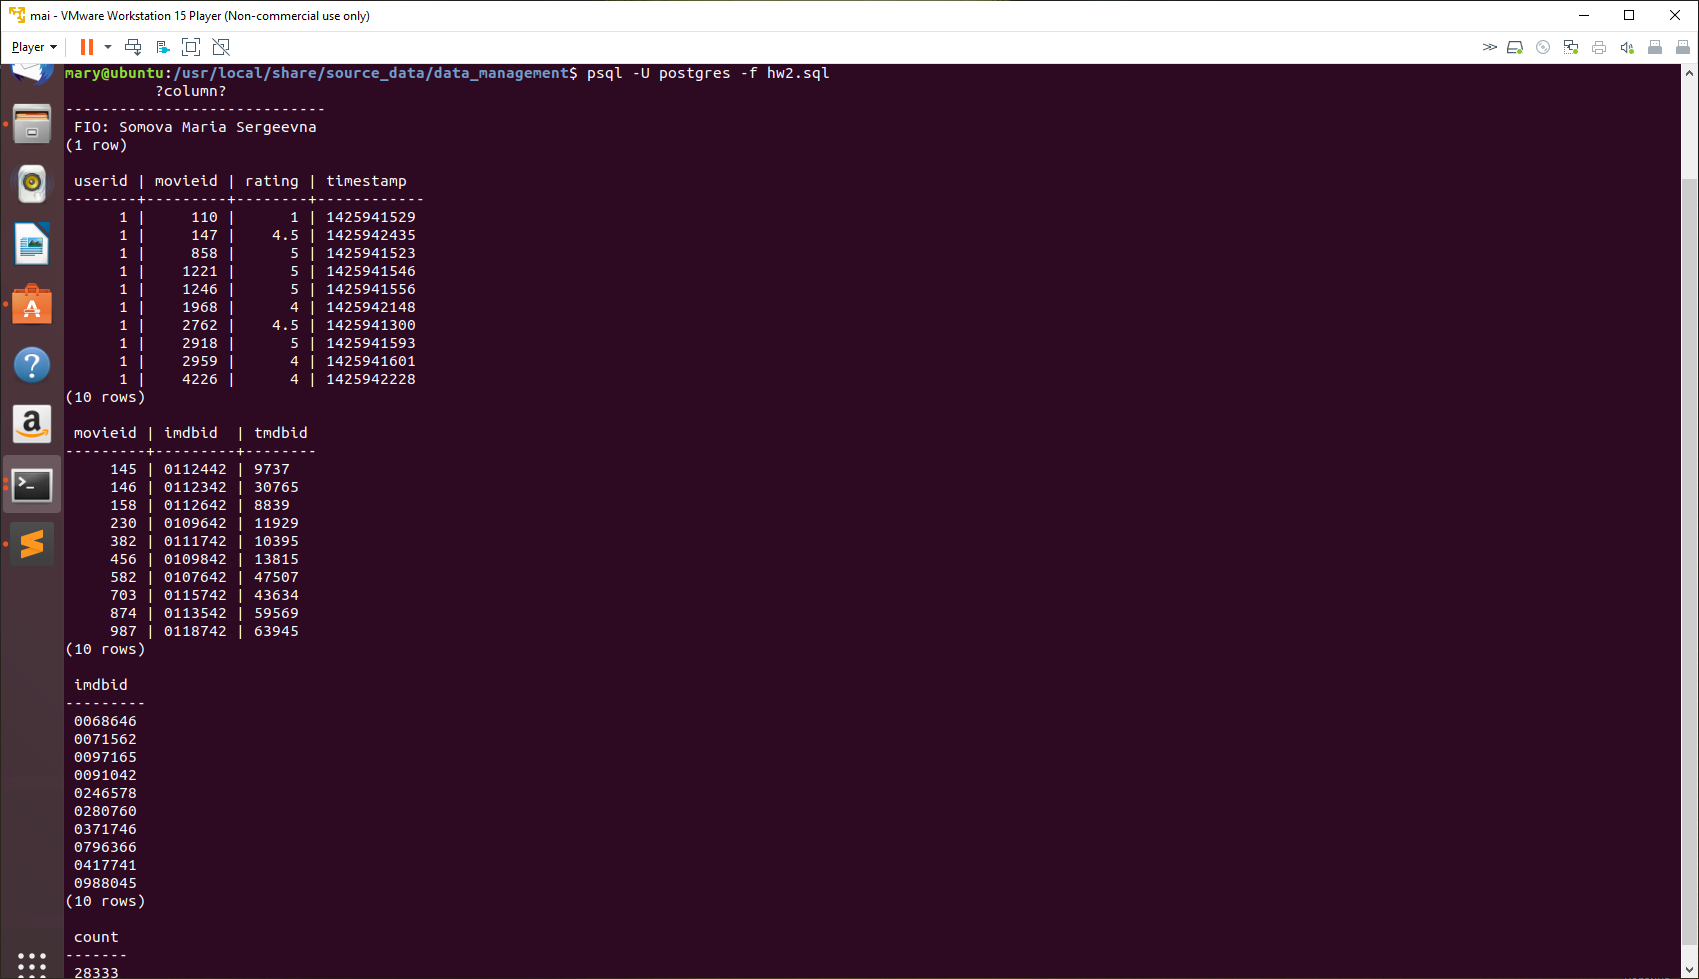 mai - VMware Workstation 15 Player (Non-commercial use only)
Player
mary@ubuntu:/usr/local/share/source_data/data_management$ psql -U postgres -f hw2.sql
          ?column?
-----------------------------
 FIO: Somova Maria Sergeevna
(1 row)

 userid | movieid | rating | timestamp
--------+---------+--------+------------
      1 |     110 |      1 | 1425941529
      1 |     147 |    4.5 | 1425942435
      1 |     858 |      5 | 1425941523
      1 |    1221 |      5 | 1425941546
      1 |    1246 |      5 | 1425941556
      1 |    1968 |      4 | 1425942148
      1 |    2762 |    4.5 | 1425941300
      1 |    2918 |      5 | 1425941593
      1 |    2959 |      4 | 1425941601
      1 |    4226 |      4 | 1425942228
(10 rows)

 movieid | imdbid  | tmdbid
---------+---------+--------
     145 | 0112442 | 9737
     146 | 0112342 | 30765
     158 | 0112642 | 8839
     230 | 0109642 | 11929
     382 | 0111742 | 10395
     456 | 0109842 | 13815
     582 | 0107642 | 47507
     703 | 0115742 | 43634
     874 | 0113542 | 59569
     987 | 0118742 | 63945
(10 rows)

 imdbid
---------
 0068646
 0071562
 0097165
 0091042
 0246578
 0280760
 0371746
 0796366
 0417741
 0988045
(10 rows)

 count
-------
 28333